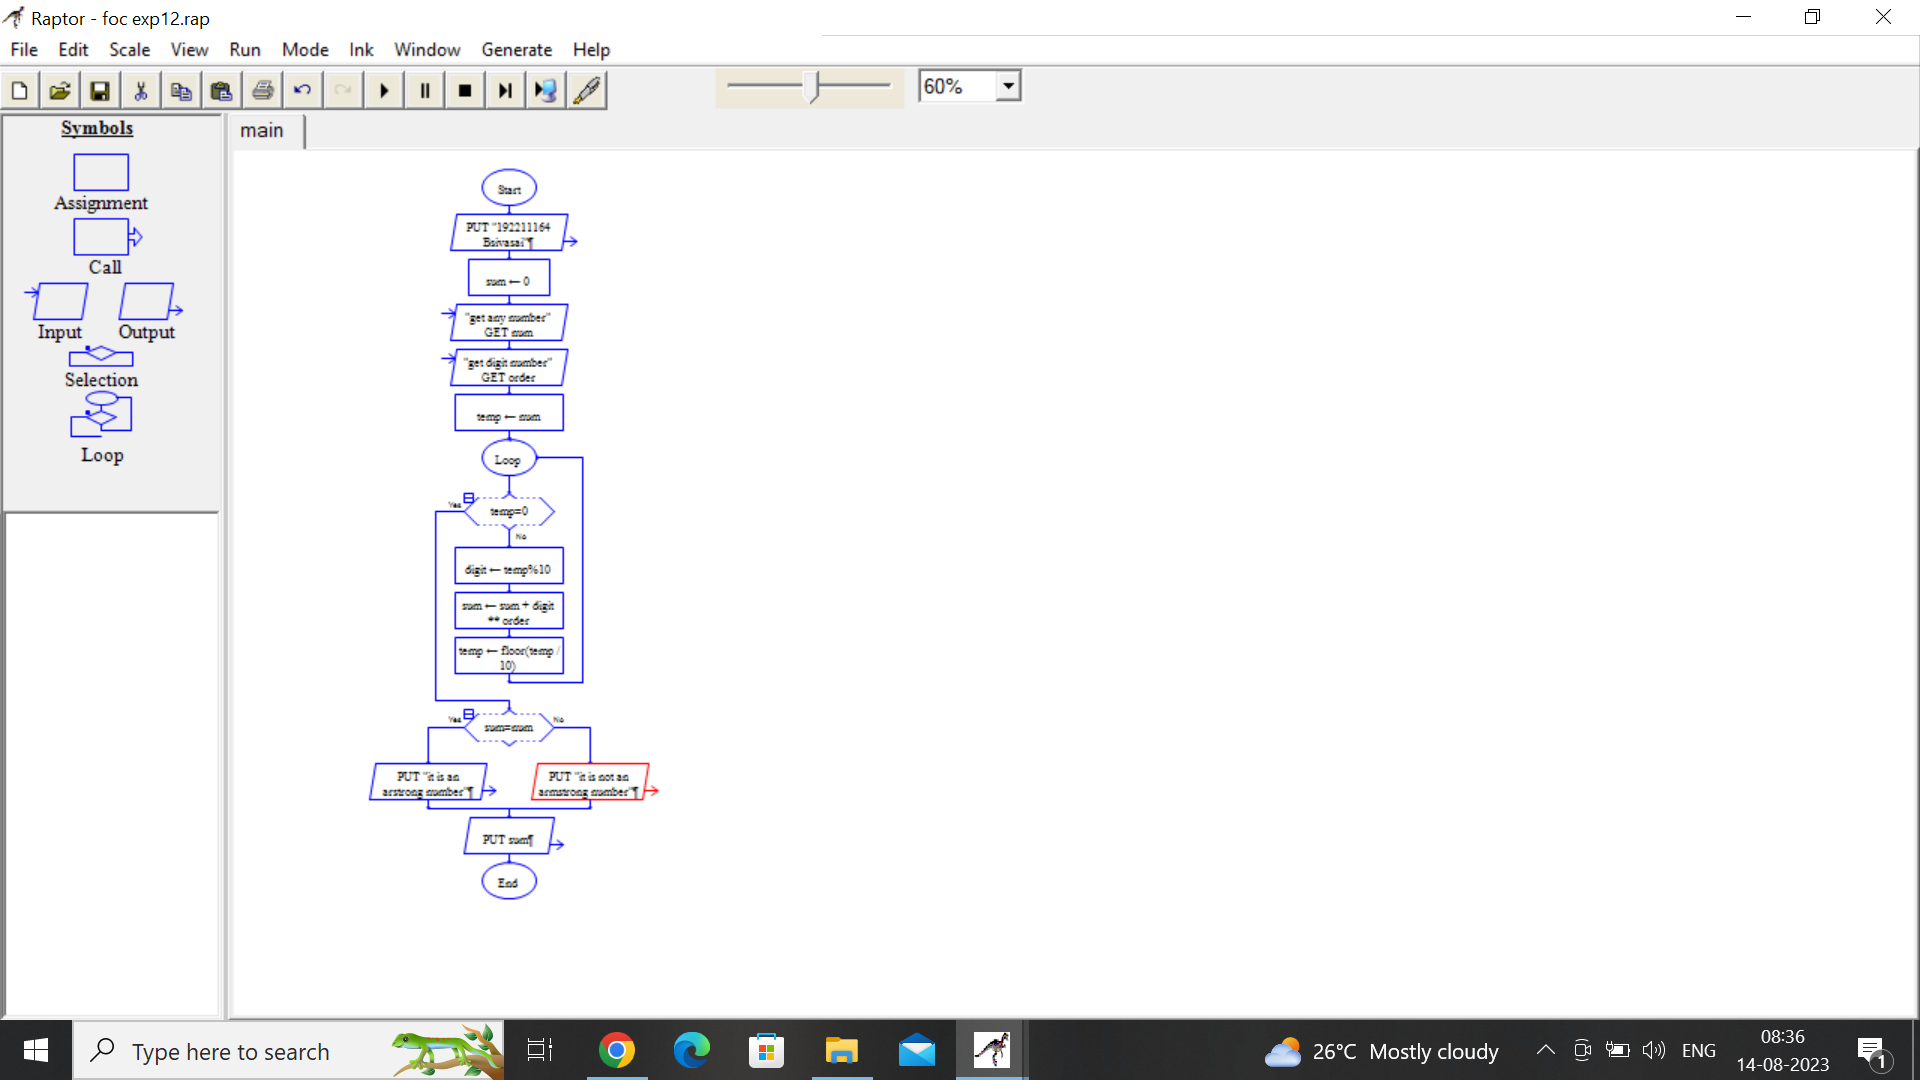 Raptor - foc exp12.rap
File Edit Scale View Run Mode Ink Window Generate Help
60%
Symbols
Assignment
Call
Input Output
Selection
Loop
main
Start
PUT "192211164
Bsivasai"¶
sum ← 0
"get any number"
GET num
"get digit number"
GET order
temp ← num
Loop
Yes
temp=0
No
digit ← temp%10
sum ← sum + digit
** order
temp ← floor(temp /
10)
Yes
sum=num
No
PUT "it is an
arstrong number"¶
PUT "it is not an
armstrong number"¶
PUT sum¶
End
Type here to search
26°C Mostly cloudy
ENG
08:36
14-08-2023
1